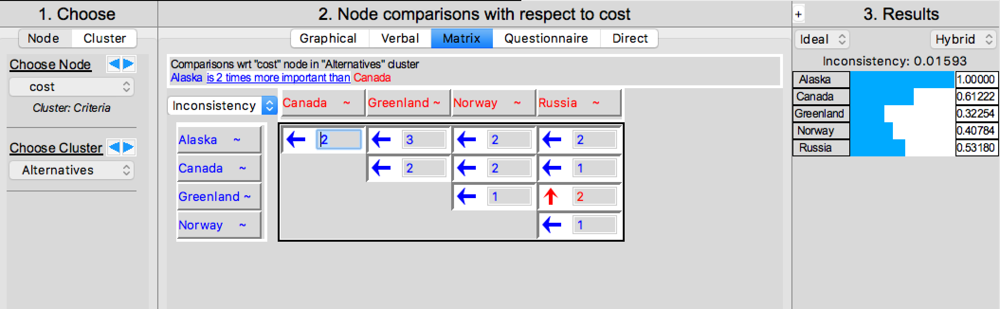 1. Choose
2. Node comparisons with respect to cost
+ 3. Results
Node Cluster
Graphical Verbal Matrix Questionnaire Direct
Ideal Hybrid
Choose Node
cost
Cluster: Criteria
Choose Cluster
Alternatives
Comparisons wrt "cost" node in "Alternatives" cluster
Alaska is 2 times more important than Canada
Inconsistency Canada ~ Greenland ~ Norway ~ Russia ~
Alaska ~ 2 3 2 2
Canada ~ 2 2 1
Greenland ~ 1 2
Norway ~ 1
Inconsistency: 0.01593
Alaska 1.00000
Canada 0.61222
Greenland 0.32254
Norway 0.40784
Russia 0.53180